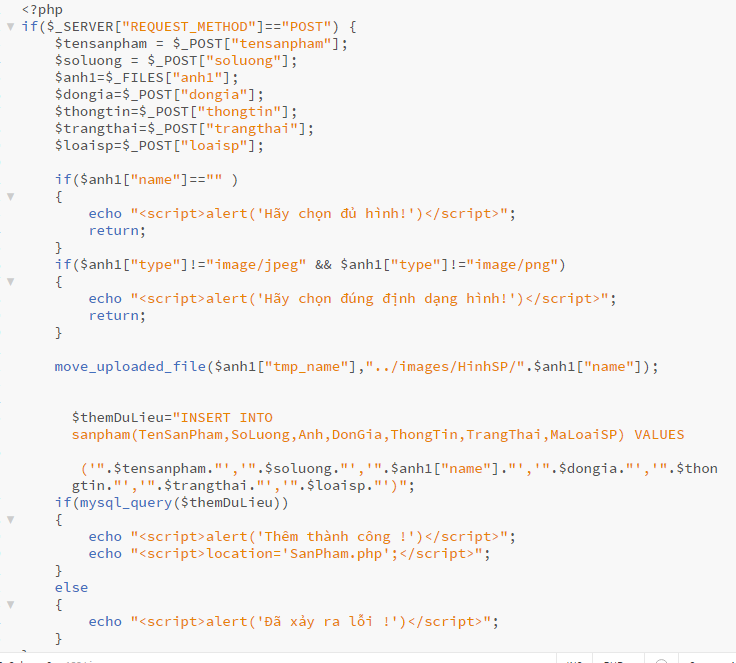 <?php
if($_SERVER["REQUEST_METHOD"]=="POST") {
$tensanpham = $_POST["tensanpham"];
$soluong = $_POST["soluong"];
$anh1=$_FILES["anh1"];
$dongia=$_POST["dongia"];
$thongtin=$_POST["thongtin"];
$trangthai=$_POST["trangthai"];
$loaisp=$_POST["loaisp"];
if($anh1["name"]=="" )
{
echo "<script>alert('Hãy chọn đủ hình!')</script>";
return;
}
if($anh1["type"]!="image/jpeg" && $anh1["type"]!="image/png")
{
echo "<script>alert('Hãy chọn đúng định dạng hình!')</script>";
return;
}
move_uploaded_file($anh1["tmp_name"],"../images/HinhSP/".$anh1["name"]);
$themDuLieu="INSERT INTO
sanpham(TenSanPham,SoLuong,Anh,DonGia,ThongTin,TrangThai,MaLoaiSP) VALUES
('".$tensanpham."','".$soluong."','".$anh1["name"]."','".$dongia."','".$thon
gtin."','".$trangthai."','".$loaisp."')";
if(mysql_query($themDuLieu))
{
echo "<script>alert('Thêm thành công !')</script>";
echo "<script>location='SanPham.php';</script>";
}
else
{
echo "<script>alert('Đã xảy ra lỗi !')</script>";
}